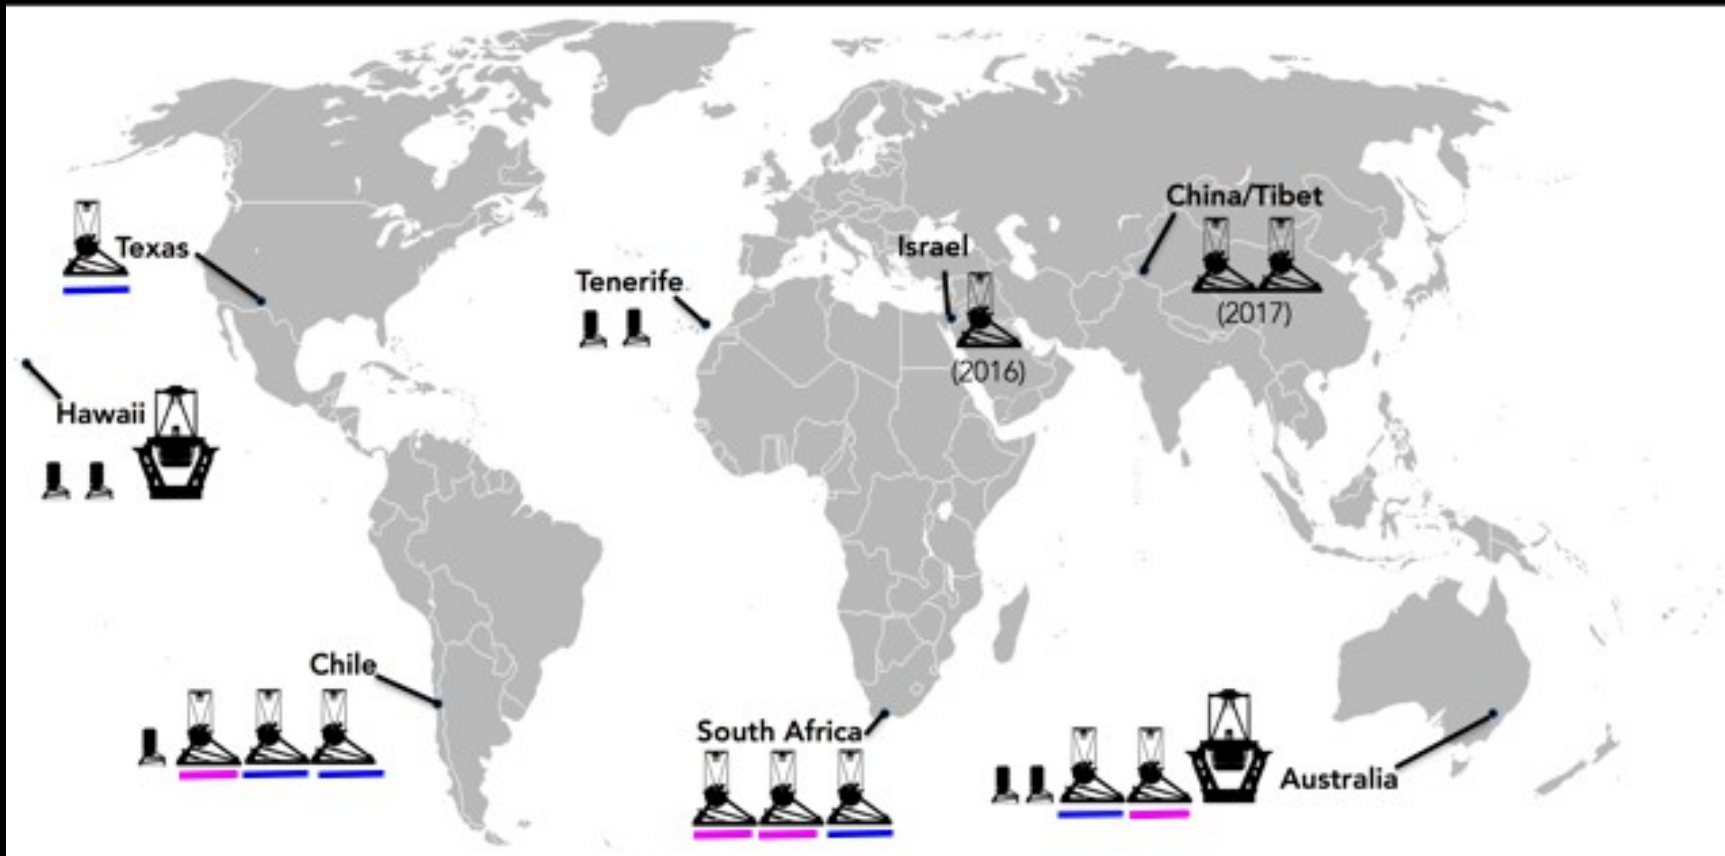 China/Tibet
Texas
Israel
Tenerife
(2017)
(2016)
Hawaii
Chile
South Africa
Australia